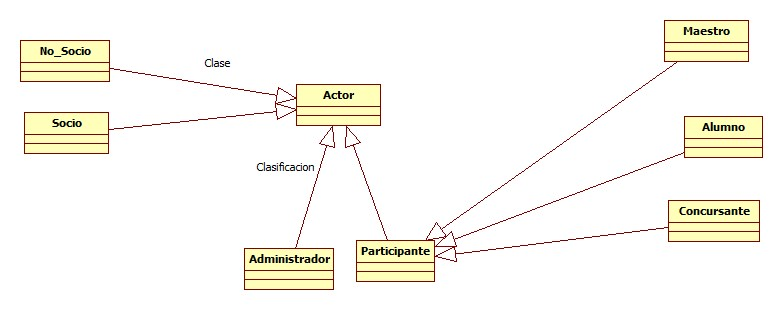 Maestro
No_Socio
Clase
Actor
Socio
Alumno
Clasificacion
Concursante
Administrador
Participante